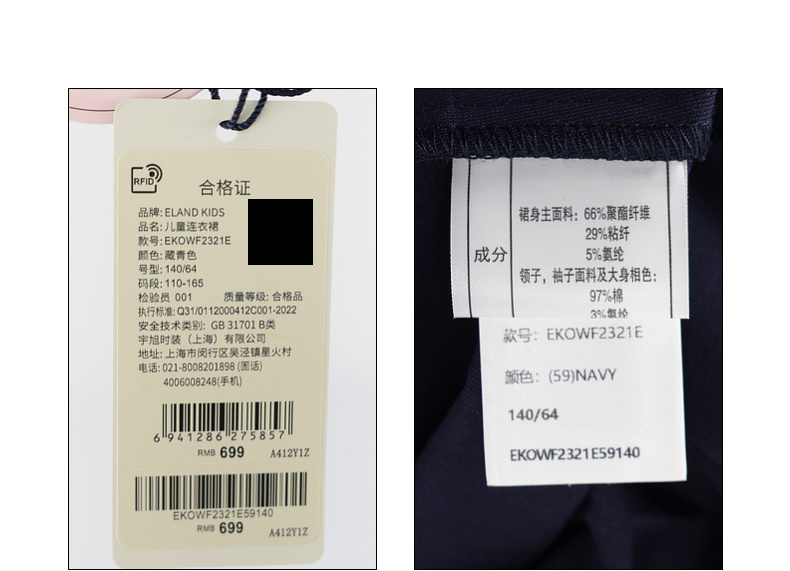 RFID
合格证
品牌: ELAND KIDS
品名: 儿童连衣裙
款号: EKOWF2321E
颜色: 藏青色
号型: 140/64
码段: 110-165
检验员 001 质量等级: 合格品
执行标准: Q31/0112000412C001-2022
安全技术类别: GB 31701 B类
宇旭时装（上海）有限公司
地址: 上海市闵行区吴泾镇星火村
电话: 021-8008201898 (固话)
4006008248(手机)
6 941286 275857
RMB 699 A412Y1Z
EKOWF2321E59140
RMB 699 A412Y1Z
成分
裙身主面料: 66%聚酯纤维
29%粘纤
5%氨纶
领子, 袖子面料及大身相色:
97%棉
3%氨纶
款号: EKOWF2321E
颜色: (59)NAVY
140/64
EKOWF2321E59140